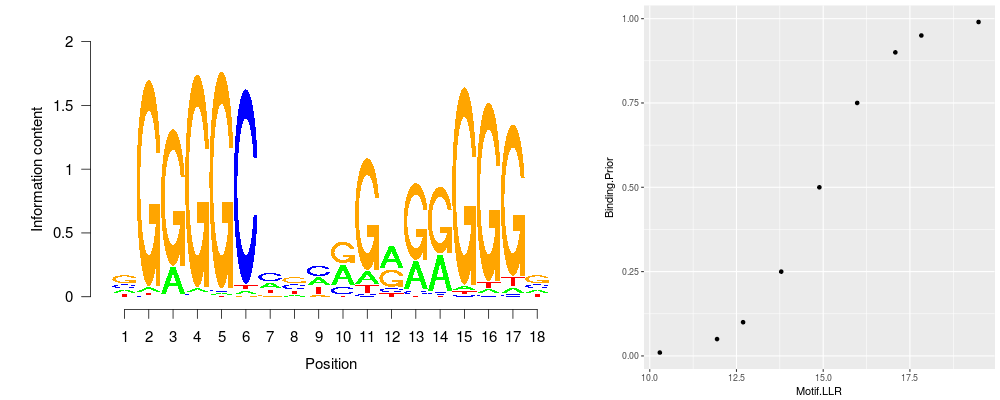 2
1.5
1
0.5
0
Information content
G G G G G C C C C G G A G G G G G G
A A A G A A
1 2 3 4 5 6 7 8 9 10 11 12 13 14 15 16 17 18
Position
1.00
0.75
0.50
0.25
0.00
Binding.Prior
10.0 12.5 15.0 17.5
Motif.LLR